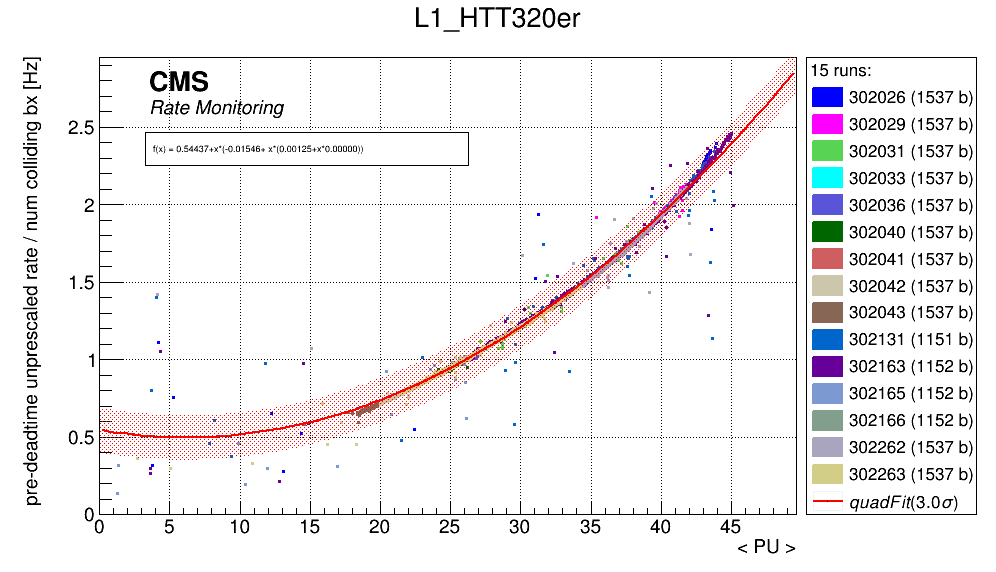 L1_HTT320er
pre-deadtime unprescaled rate / num colliding bx [Hz]
CMS
Rate Monitoring
f(x) = 0.54437+x*(-0.01546+ x*(0.00125+x*0.00000))
2.5
2
1.5
1
0.5
0
0 5 10 15 20 25 30 35 40 45
< PU >
15 runs:
302026 (1537 b)
302029 (1537 b)
302031 (1537 b)
302033 (1537 b)
302036 (1537 b)
302040 (1537 b)
302041 (1537 b)
302042 (1537 b)
302043 (1537 b)
302131 (1151 b)
302163 (1152 b)
302165 (1152 b)
302166 (1152 b)
302262 (1537 b)
302263 (1537 b)
quadFit(3.0σ)